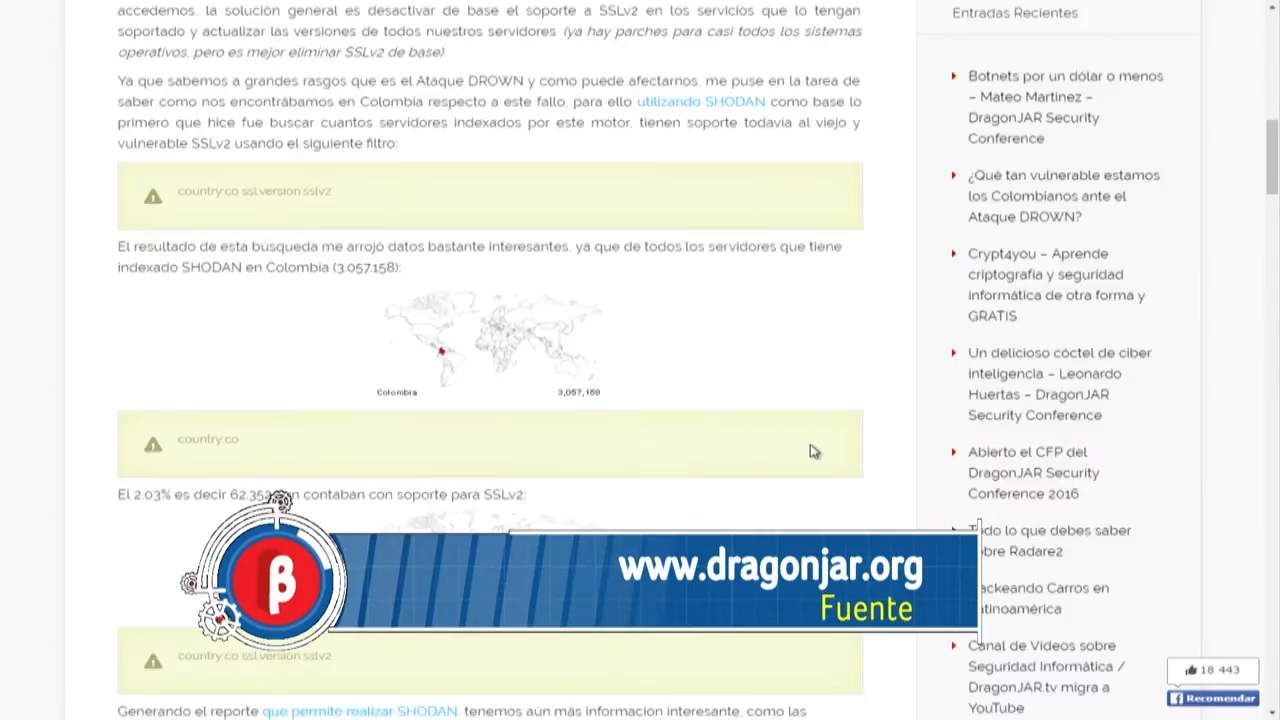 accedemos, la solución general es desactivar de base el soporte a SSLv2 en los servicios que lo tengan
soportado y actualizar las versiones de todos nuestros servidores (ya hay parches para casi todos los sistemas
operativos, pero es mejor eliminar SSLv2 de base).
Ya que sabemos a grandes rasgos que es el Ataque DROWN y como puede afectarnos, me puse en la tarea de
saber como nos encontrábamos en Colombia respecto a este fallo, para ello utilizando SHODAN como base lo
primero que hice fue buscar cuantos servidores indexados por este motor, tienen soporte todavía al viejo y
vulnerable SSLv2 usando el siguiente filtro:
country:co ssl.version:sslv2
El resultado de esta busqueda me arrojó datos bastante interesantes, ya que de todos los servidores que tiene
indexado SHODAN en Colombia (3.057.158):
Colombia 3,057,158
country:co
El 2.03% es decir contaban con soporte para SSLv2:
country:co ssl.version:sslv2
Generando el reporte que permite realizar SHODAN, tenemos aun más información interesante, como las
Entradas Recientes
Botnets por un dólar o menos
– Mateo Martinez –
DragonJAR Security
Conference
¿Qué tan vulnerable estamos
los Colombianos ante el
Ataque DROWN?
Crypt4you – Aprende
criptografía y seguridad
informática de otra forma y
GRATIS
Un delicioso cóctel de ciber
inteligencia – Leonardo
Huertas – DragonJAR
Security Conference
Abierto el CFP del
DragonJAR Security
Conference 2016
Todo lo que debes saber
sobre Radare2
Hackeando Carros en
Latinoamérica
Canal de Videos sobre
Seguridad Informática /
DragonJAR.tv migra a
YouTube
β
www.dragonjar.org
Fuente
18 443
f Recomendar